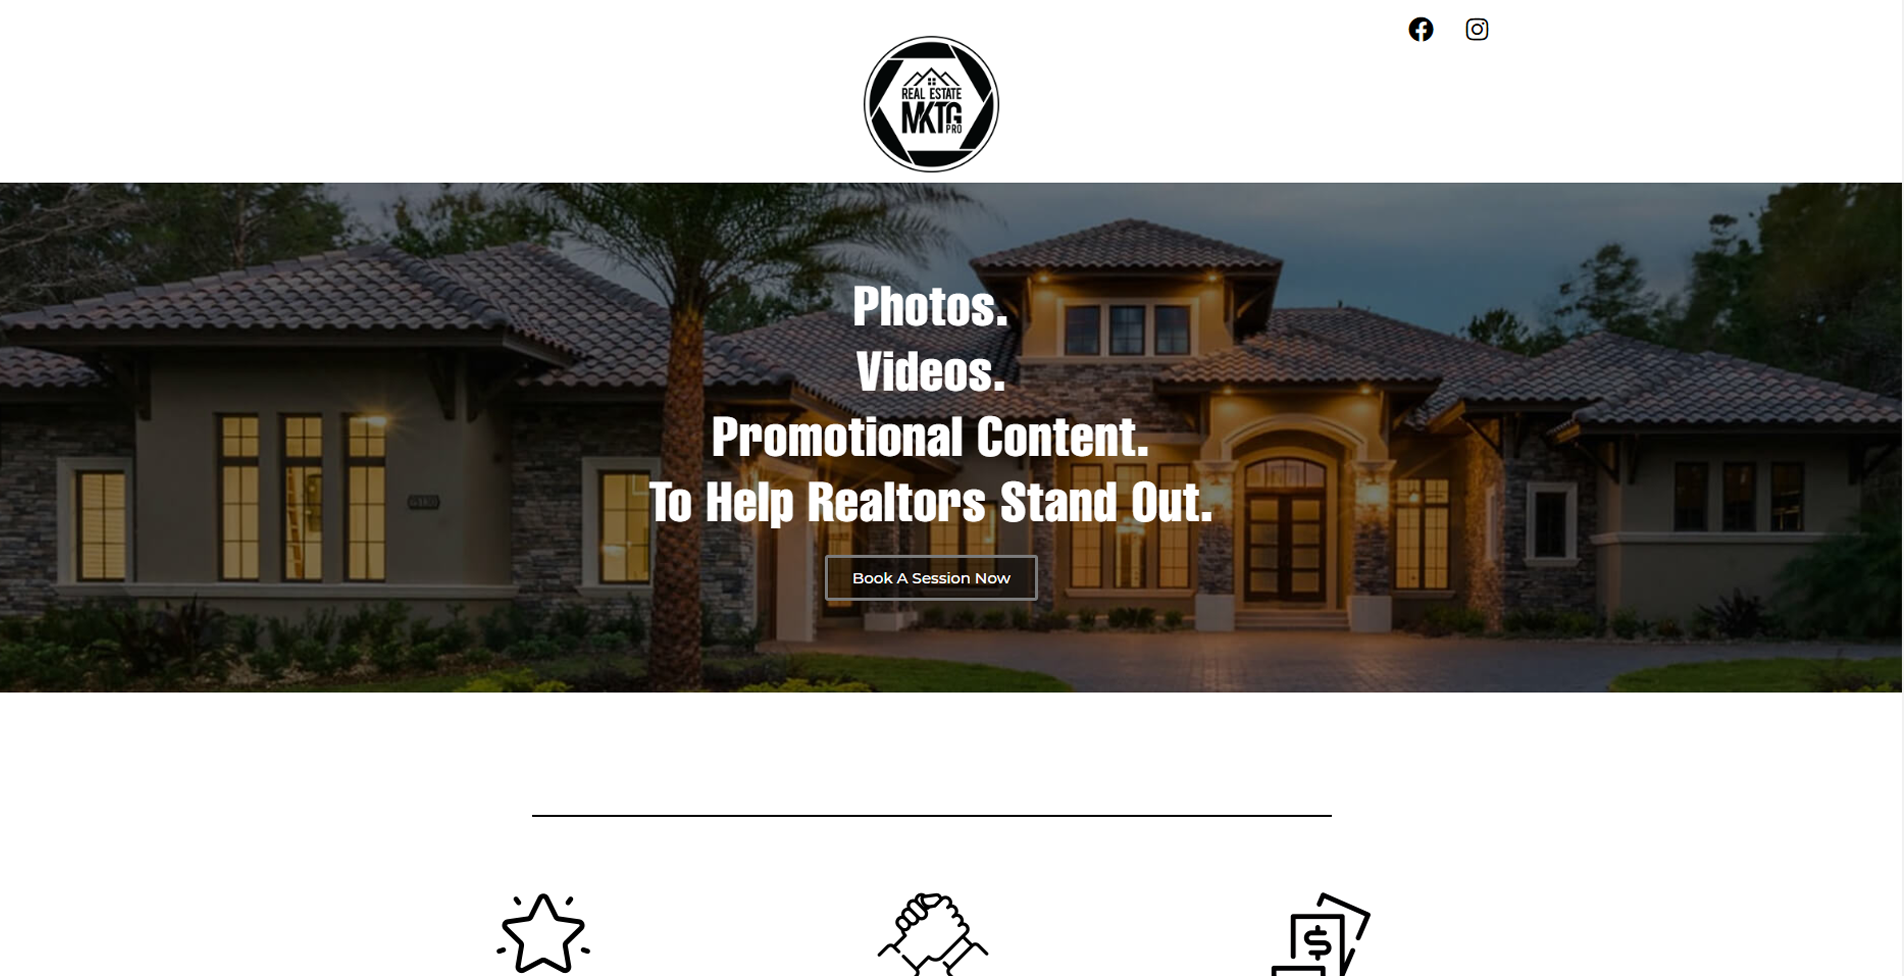 REAL ESTATE
MKTG
PRO
Photos.
Videos.
Promotional Content.
To Help Realtors Stand Out.
Book A Session Now
$